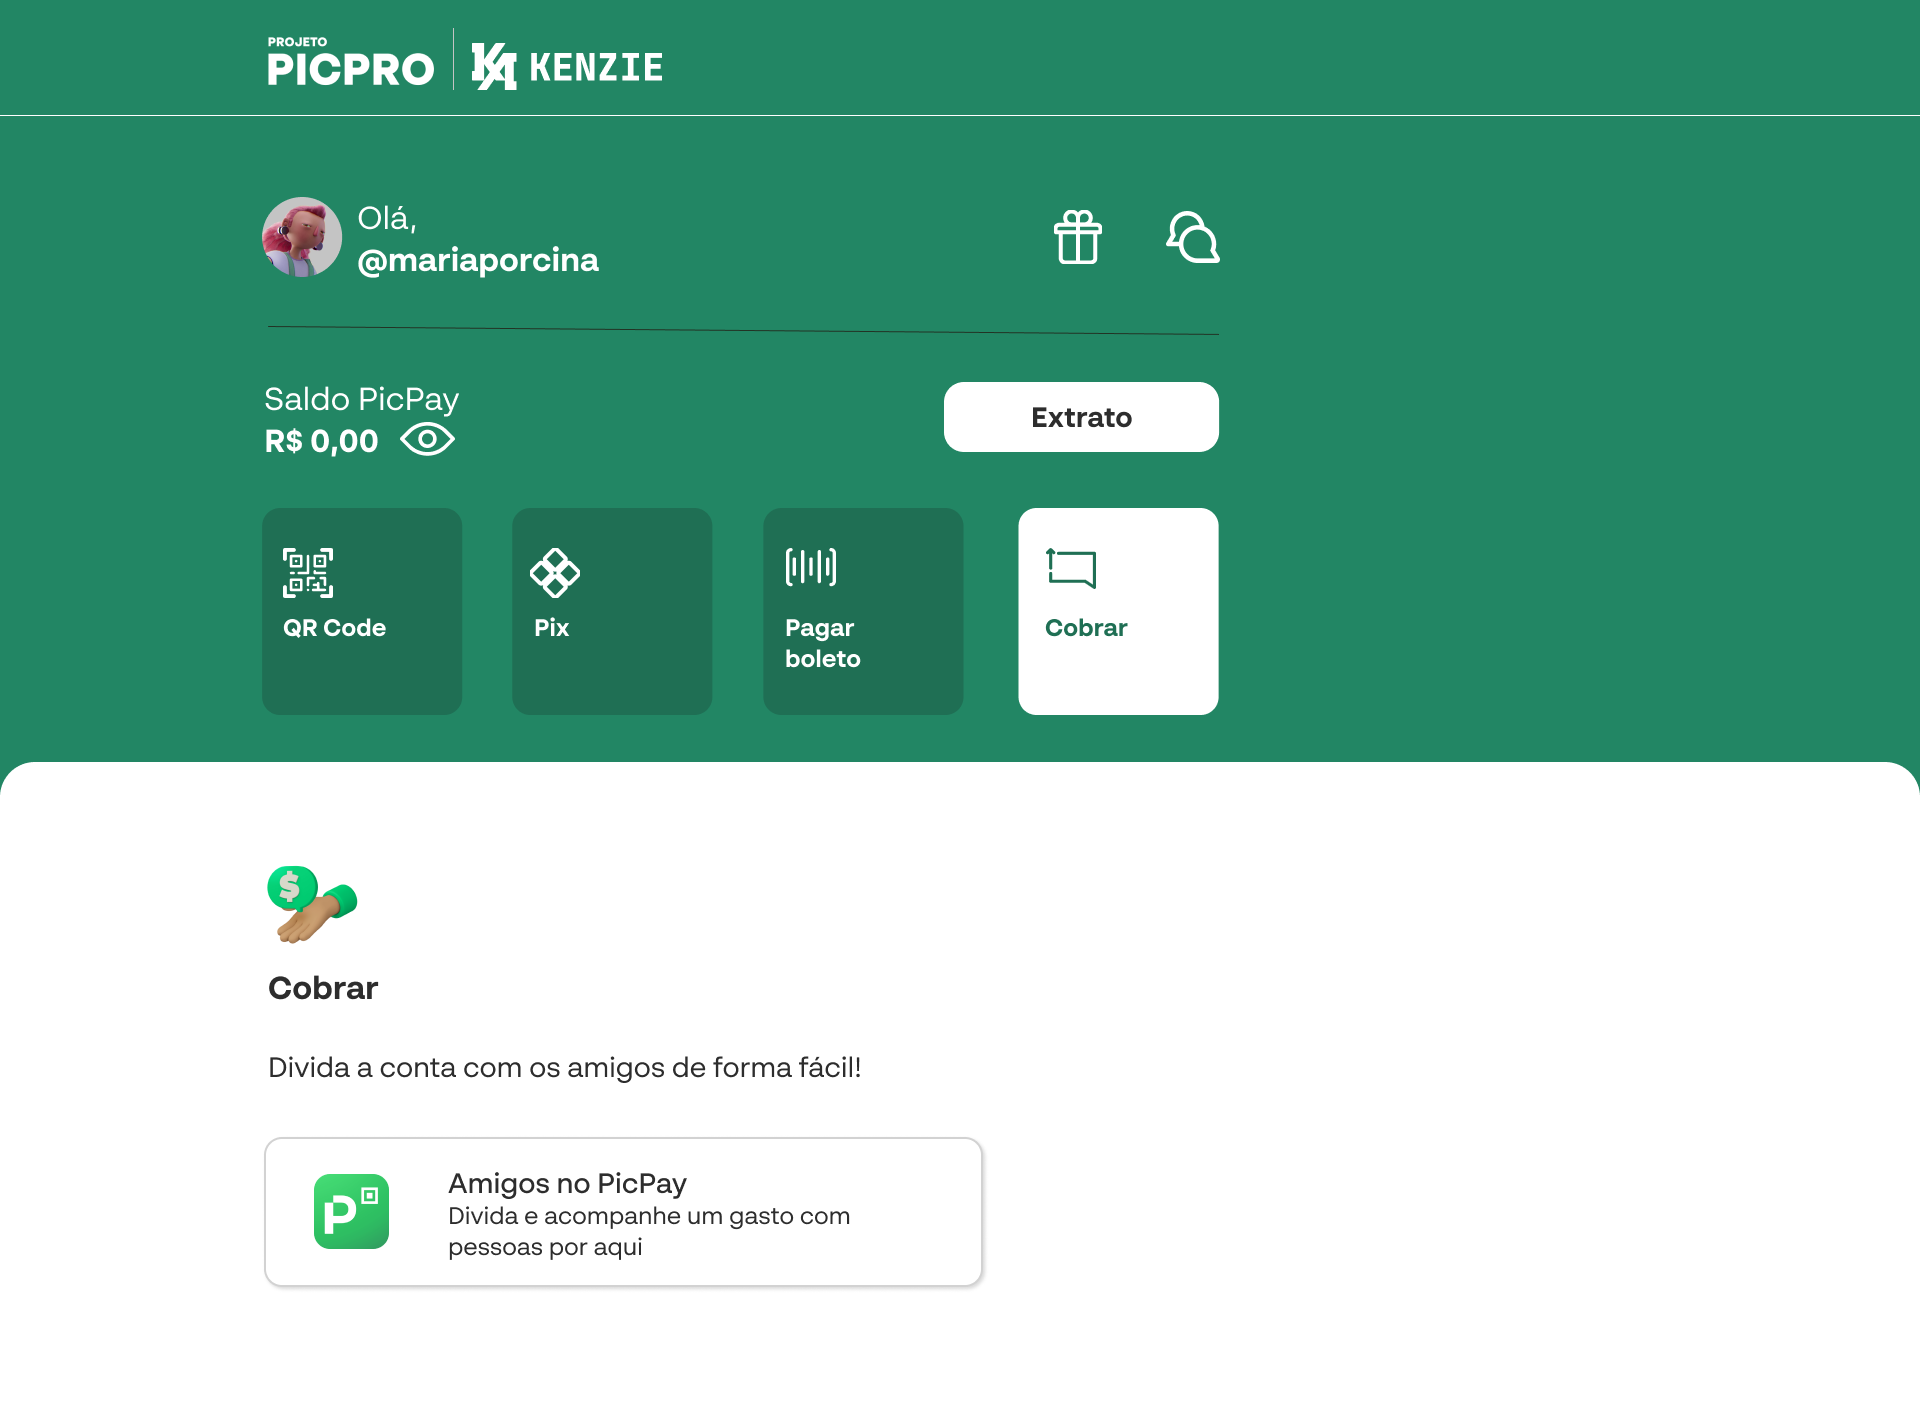 PROJETO
PICPRO
KENZIE
Olá,
@mariaporcina
Saldo PicPay
R$ 0,00
Extrato
QR Code
Pix
Pagar
boleto
Cobrar
Cobrar
Divida a conta com os amigos de forma fácil!
Amigos no PicPay
Divida e acompanhe um gasto com
pessoas por aqui